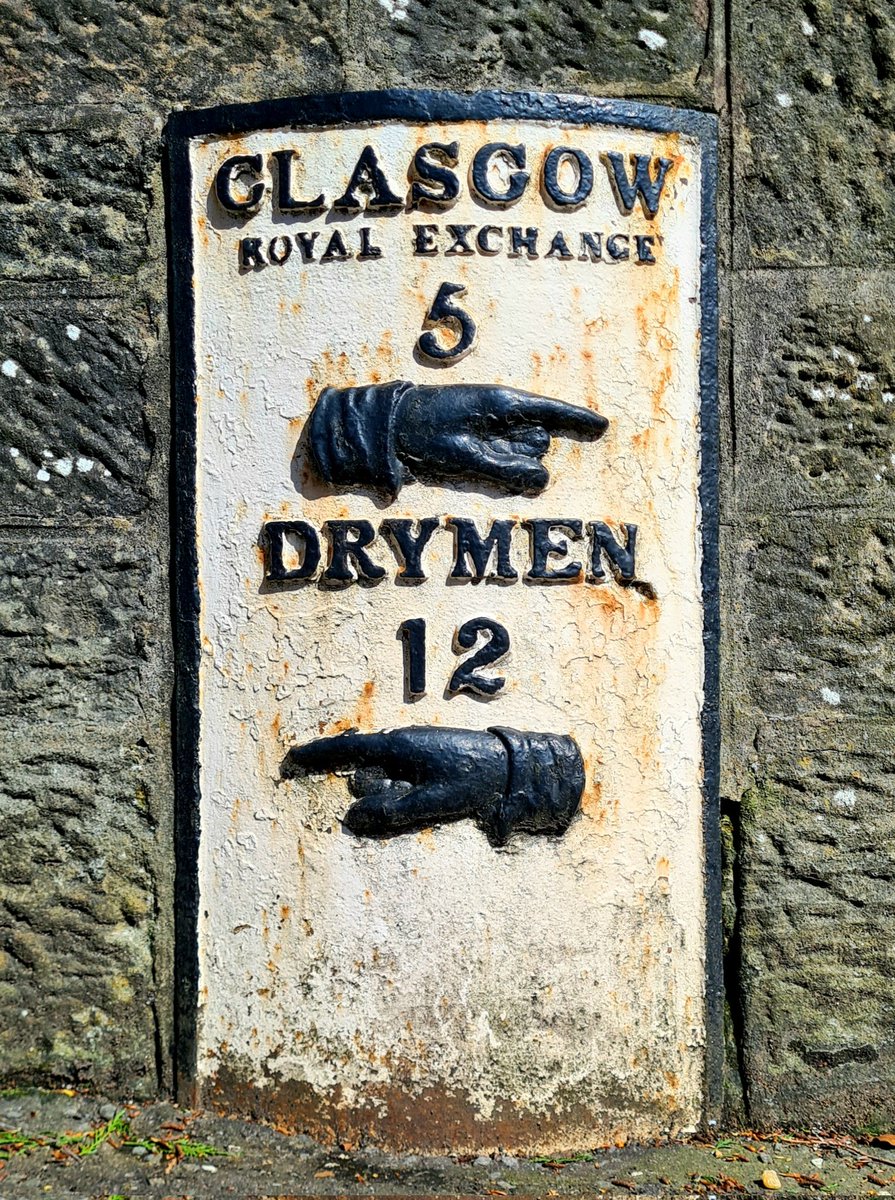 GLASGOW
ROYAL EXCHANGE
5
DRYMEN
12